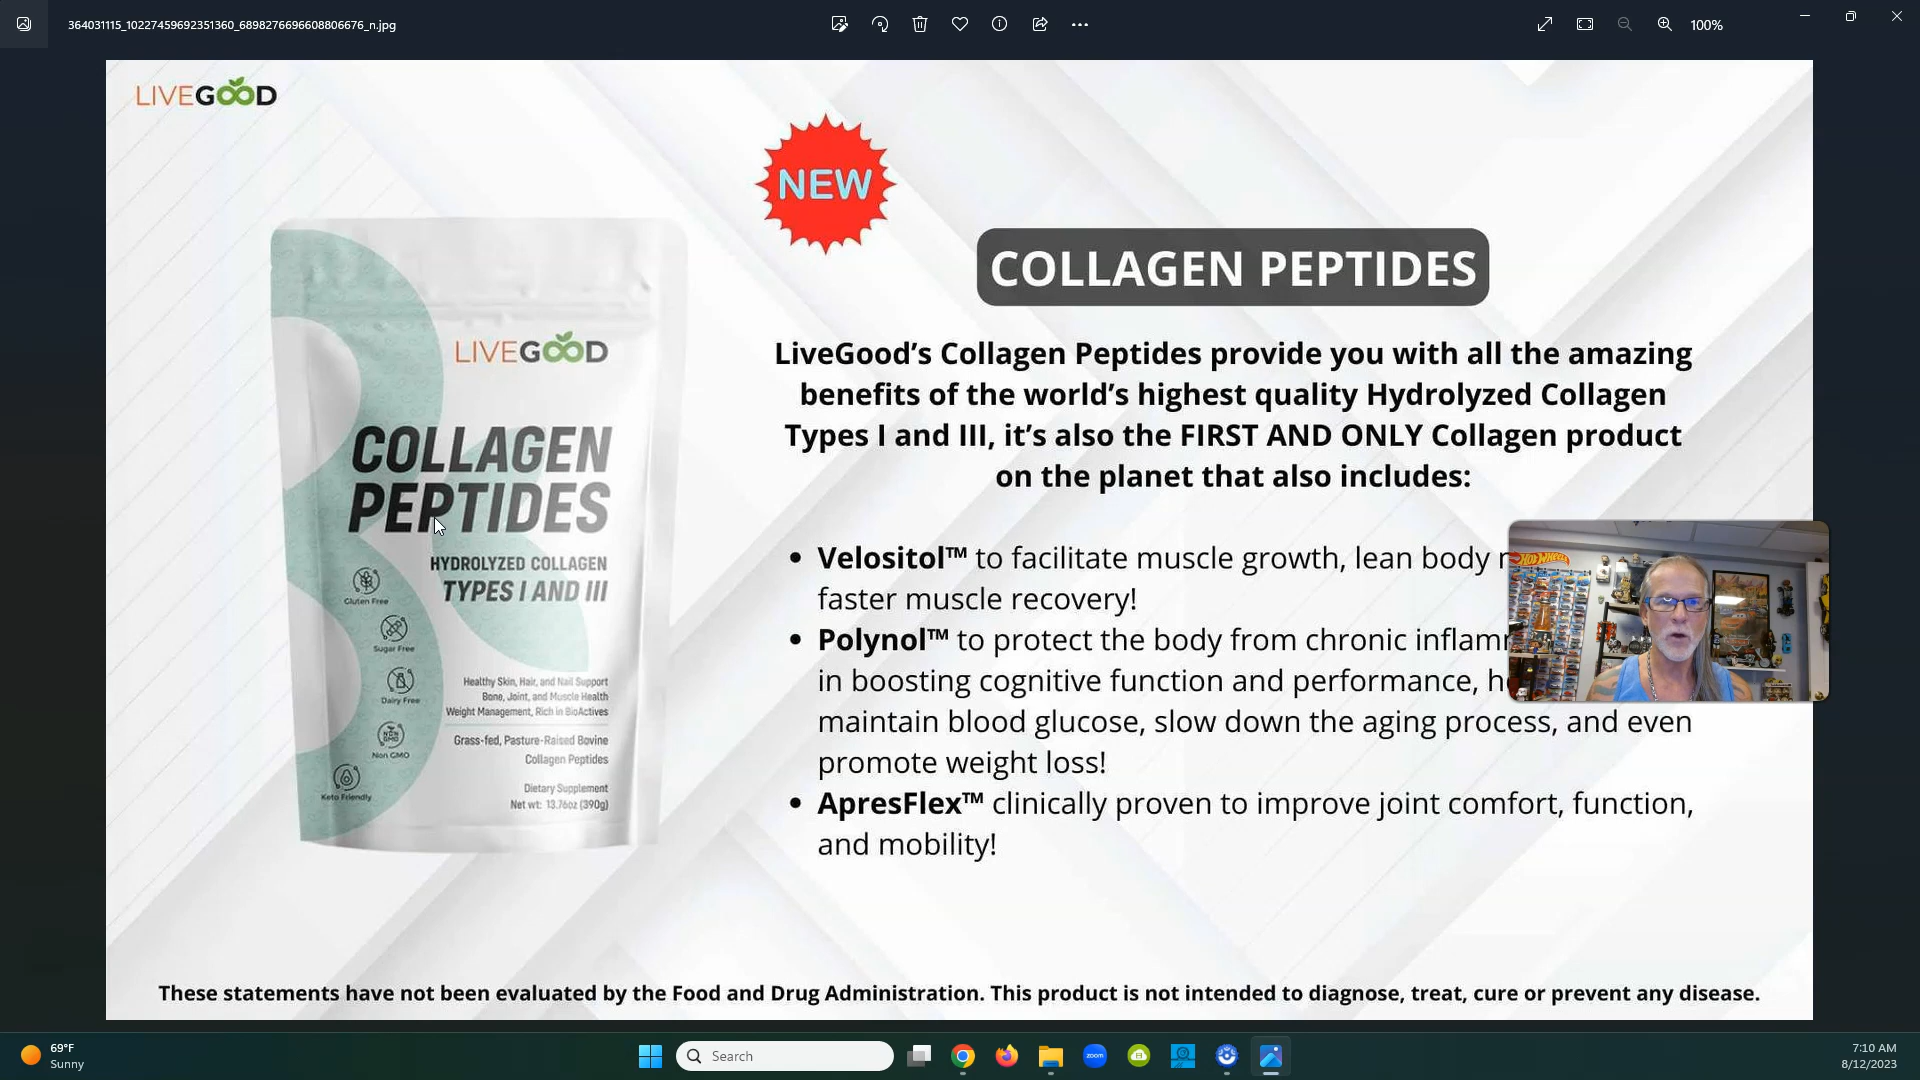 364031115_10227459692351360_6898276696608806676_n.jpg
100%
LIVEGOOD
NEW
COLLAGEN PEPTIDES
LiveGood's Collagen Peptides provide you with all the amazing
benefits of the world's highest quality Hydrolyzed Collagen
Types I and III, it's also the FIRST AND ONLY Collagen product
on the planet that also includes:
• Velositol™ to facilitate muscle growth, lean body
faster muscle recovery!
• Polynol™ to protect the body from chronic
in boosting cognitive function and performance,
maintain blood glucose, slow down the aging process, and even
promote weight loss!
• ApresFlex™ clinically proven to improve joint comfort, function,
and mobility!
LIVEGOOD
COLLAGEN
PEPTIDES
HYDROLYZED COLLAGEN
TYPES I AND III
Gluten Free
Sugar Free
Dairy Free
NON GMO
Non GMO
Keto Friendly
Healthy Skin, Hair, and Nail Support
Bone, Joint, and Muscle Health
Weight Management, Rich in BioActives
Grass-fed, Pasture-Raised Bovine
Collagen Peptides
Dietary Supplement
Net wt: 13.76oz (390g)
HOT WHEELS
These statements have not been evaluated by the Food and Drug Administration. This product is not intended to diagnose, treat, cure or prevent any disease.
69°F
Sunny
Search
zoom
7:10 AM
8/12/2023